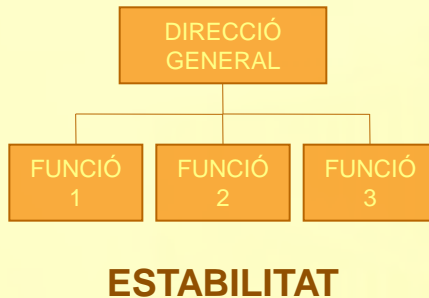 DIRECCIÓ
GENERAL
FUNCIÓ
1
FUNCIÓ
2
FUNCIÓ
3
ESTABILITAT